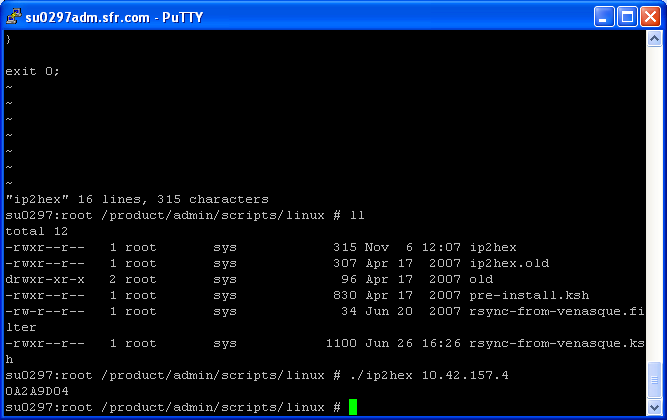 su0297adm.sfr.com - PuTTY
}
exit 0;
~
~
~
~
~
~
~
"ip2hex" 16 lines, 315 characters
su0297:root /product/admin/scripts/linux # ll
total 12
-rwxr--r--   1 root       sys            315 Nov  6 12:07 ip2hex
-rwxr--r--   1 root       sys            307 Apr 17  2007 ip2hex.old
drwxr-xr-x   2 root       sys             96 Apr 17  2007 old
-rwxr--r--   1 root       sys            830 Apr 17  2007 pre-install.ksh
-rw-r--r--   1 root       sys             34 Jun 20  2007 rsync-from-venasque.fi
lter
-rwxr--r--   1 root       sys           1100 Jun 26 16:26 rsync-from-venasque.ks
h
su0297:root /product/admin/scripts/linux # ./ip2hex 10.42.157.4
0A2A9D04
su0297:root /product/admin/scripts/linux #